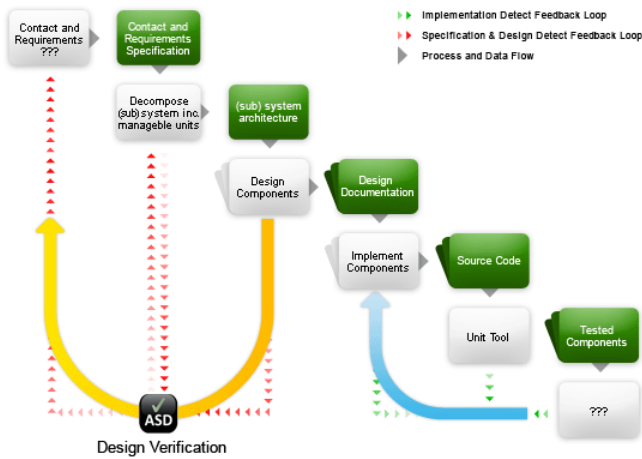 Contact and
Requirements
???
Contact and
Requirements
Specification
Implementation Detect Feedback Loop
Specification & Design Detect Feedback Loop
Process and Data Flow
Decompose
(sub)system inc.
managable units
(sub) system
architecture
Design
Components
Design
Documentation
Implement
Components
Source Code
Unit Tool
Tested
Components
???
ASD
Design Verification